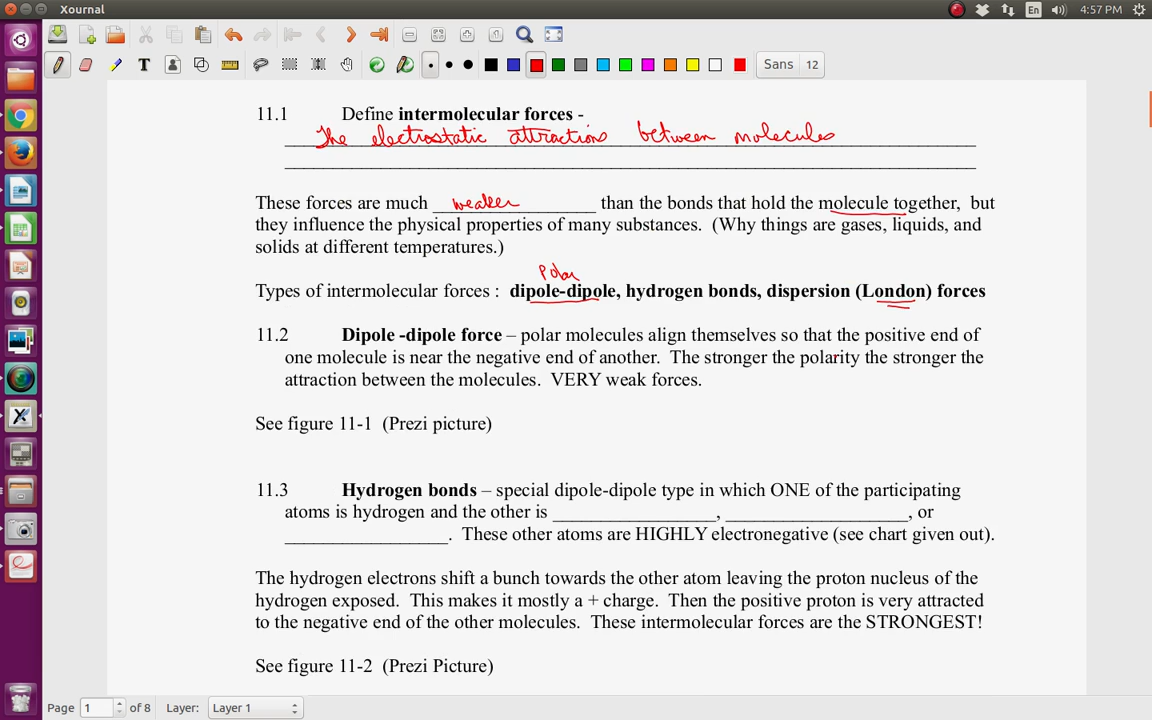 Xournal
En
4:57 PM
Sans 12
11.1 Define intermolecular forces -
The electrostatic attractions between molecules
These forces are much weaker than the bonds that hold the molecule together, but
they influence the physical properties of many substances. (Why things are gases, liquids, and
solids at different temperatures.)
Polar
Types of intermolecular forces : dipole-dipole, hydrogen bonds, dispersion (London) forces
11.2 Dipole -dipole force – polar molecules align themselves so that the positive end of
one molecule is near the negative end of another. The stronger the polarity the stronger the
attraction between the molecules. VERY weak forces.
See figure 11-1 (Prezi picture)
11.3 Hydrogen bonds – special dipole-dipole type in which ONE of the participating
atoms is hydrogen and the other is _________________, ___________________, or
_________________. These other atoms are HIGHLY electronegative (see chart given out).
The hydrogen electrons shift a bunch towards the other atom leaving the proton nucleus of the
hydrogen exposed. This makes it mostly a + charge. Then the positive proton is very attracted
to the negative end of the other molecules. These intermolecular forces are the STRONGEST!
See figure 11-2 (Prezi Picture)
Page 1 of 8 Layer: Layer 1